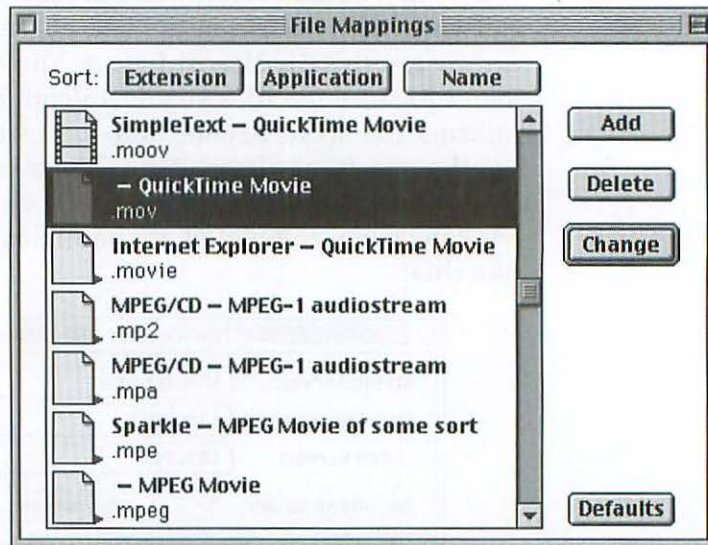 File Mappings
Sort: Extension Application Name
SimpleText – QuickTime Movie
.moov
– QuickTime Movie
.mov
Internet Explorer – QuickTime Movie
.movie
MPEG/CD – MPEG-1 audiostream
.mp2
MPEG/CD – MPEG-1 audiostream
.mpa
Sparkle – MPEG Movie of some sort
.mpe
– MPEG Movie
.mpeg
Add
Delete
Change
Defaults